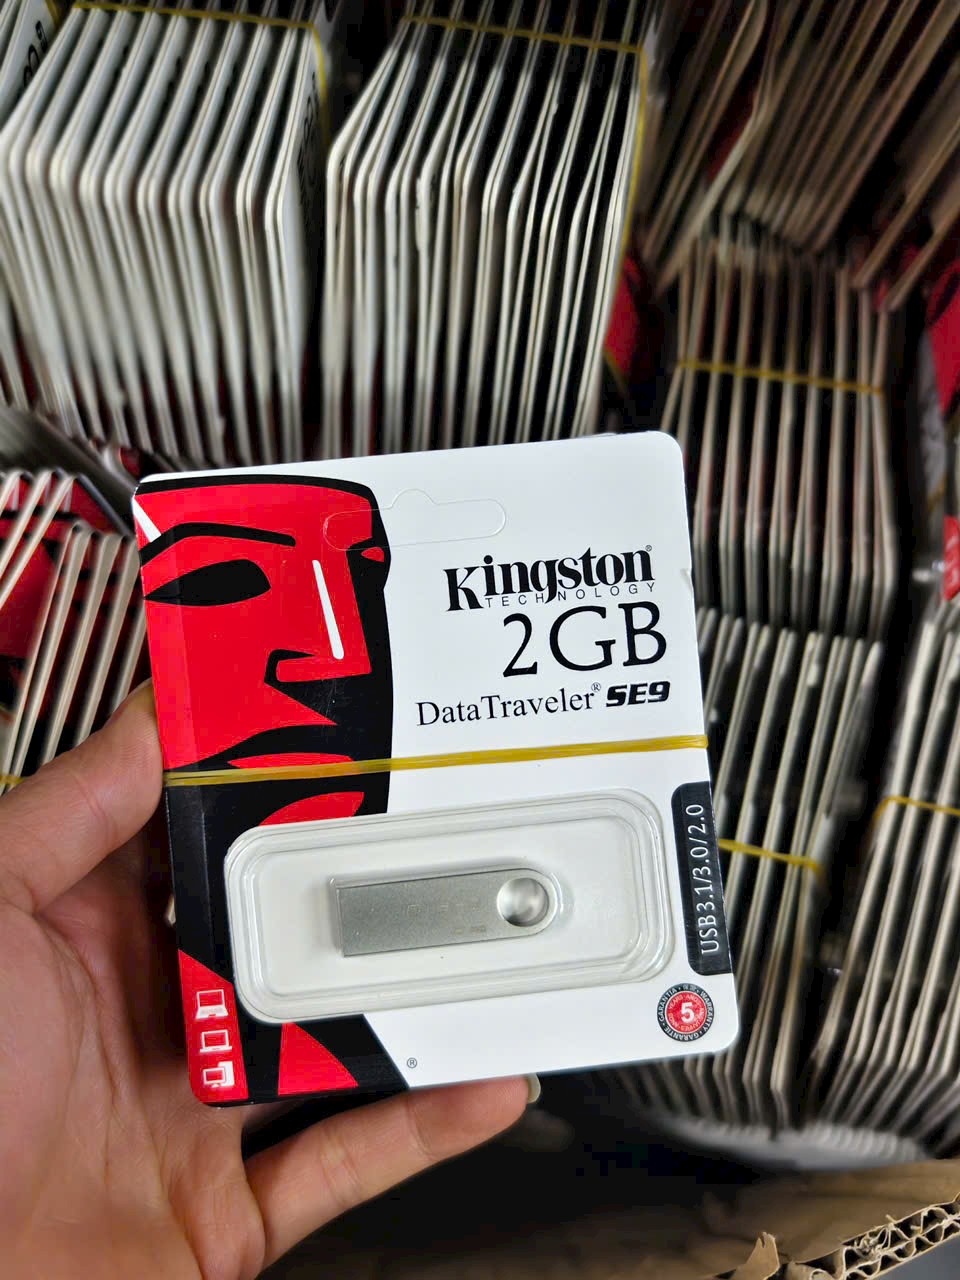 Kingston®
TECHNOLOGY
2GB
DataTraveler® SE9
USB3.1/3.0/2.0
5
®